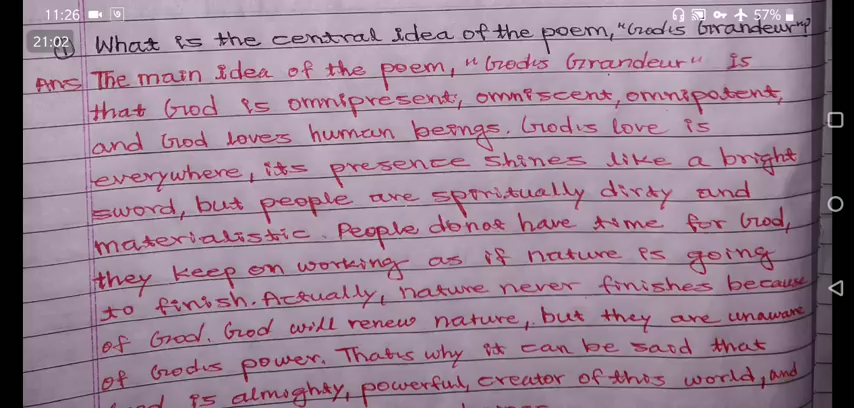 11:26 57%
21:02
① What is the central idea of the poem, "God's Grandeur"?
Ans The main idea of the poem, "God's Grandeur" is
that God is omnipresent, omniscent, omnipotent,
and God loves human beings. God's love is
everywhere, its presence shines like a bright
sword, but people are spiritually dirty and
materialistic. People donot have time for God,
they keep on working as if nature is going
to finish. Actually, nature never finishes because
of God. God will renew nature, but they are unaware
of God's power. That's why it can be said that
is almighty, powerful, creator of this world, and